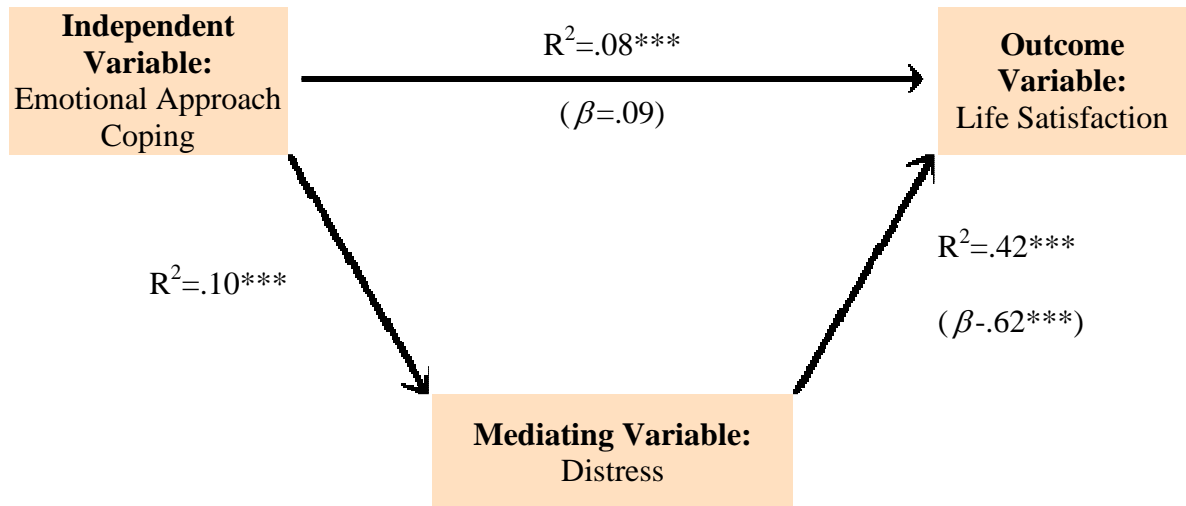 Independent
Variable:
Emotional Approach
Coping
R²=.08***
(β=.09)
Outcome
Variable:
Life Satisfaction
R²=.10***
R²=.42***
(β-.62***)
Mediating Variable:
Distress